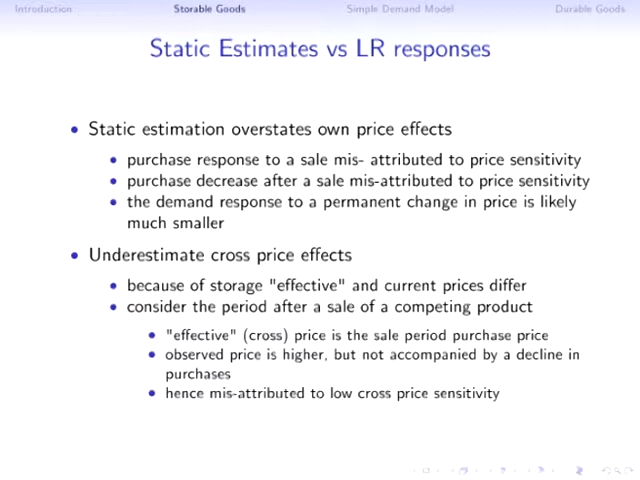 Introduction Storable Goods Simple Demand Model Durable Goods
Static Estimates vs LR responses
• Static estimation overstates own price effects
• purchase response to a sale mis- attributed to price sensitivity
• purchase decrease after a sale mis-attributed to price sensitivity
• the demand response to a permanent change in price is likely
much smaller
• Underestimate cross price effects
• because of storage "effective" and current prices differ
• consider the period after a sale of a competing product
• "effective" (cross) price is the sale period purchase price
• observed price is higher, but not accompanied by a decline in
purchases
• hence mis-attributed to low cross price sensitivity